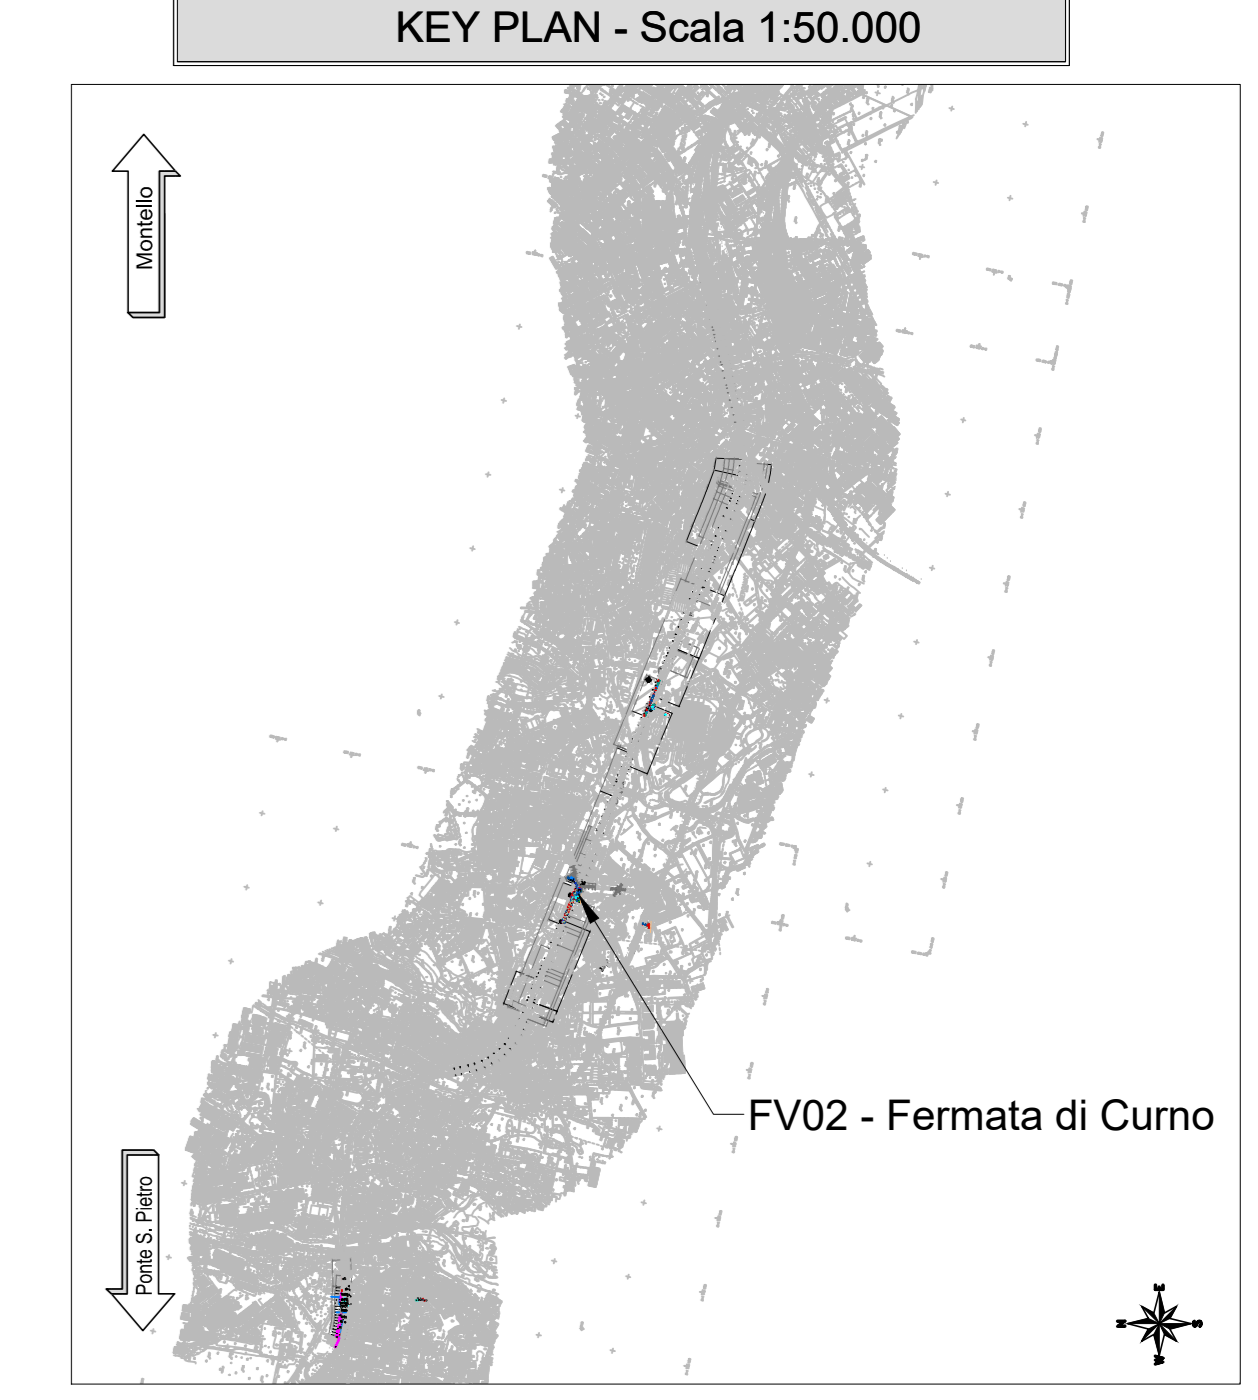 KEY PLAN - Scala 1:50.000
Montello
FV02 - Fermata di Curno
Ponte S. Pietro
E
N
S
W